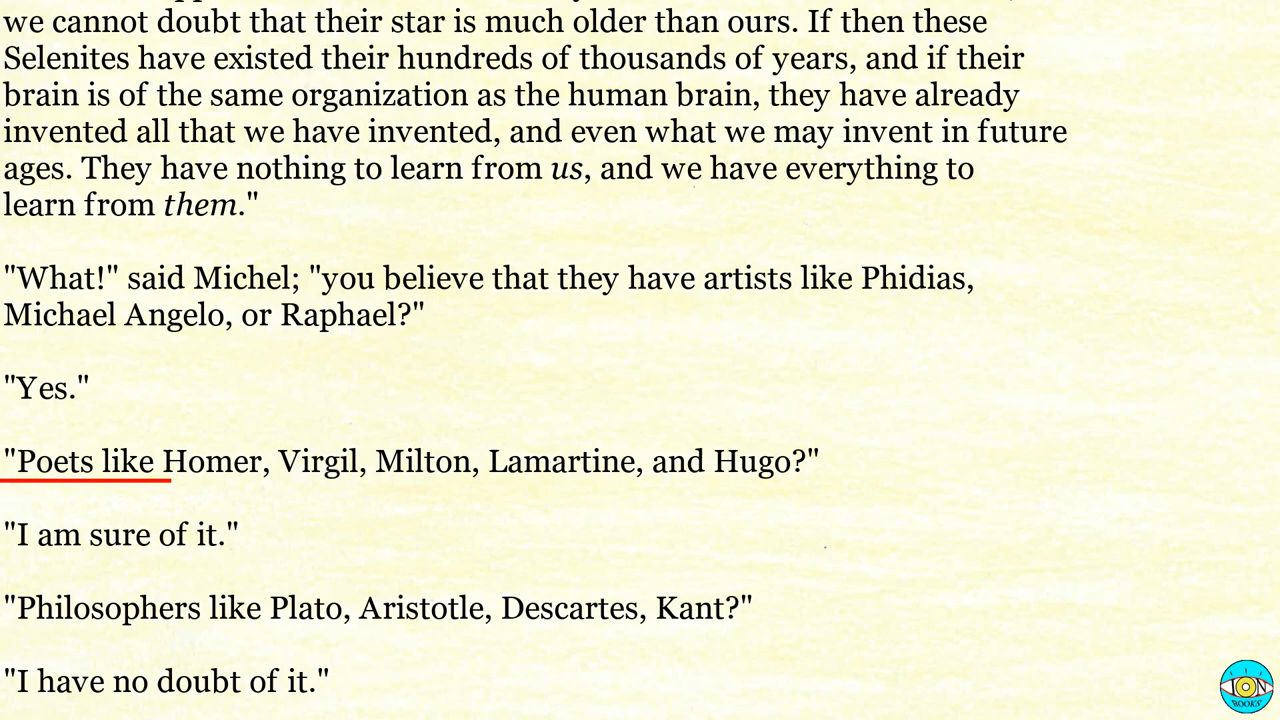 we cannot doubt that their star is much older than ours. If then these
Selenites have existed their hundreds of thousands of years, and if their
brain is of the same organization as the human brain, they have already
invented all that we have invented, and even what we may invent in future
ages. They have nothing to learn from us, and we have everything to
learn from them."
"What!" said Michel; "you believe that they have artists like Phidias,
Michael Angelo, or Raphael?"
"Yes."
"Poets like Homer, Virgil, Milton, Lamartine, and Hugo?"
"I am sure of it."
"Philosophers like Plato, Aristotle, Descartes, Kant?"
"I have no doubt of it."
ION
BOOKS